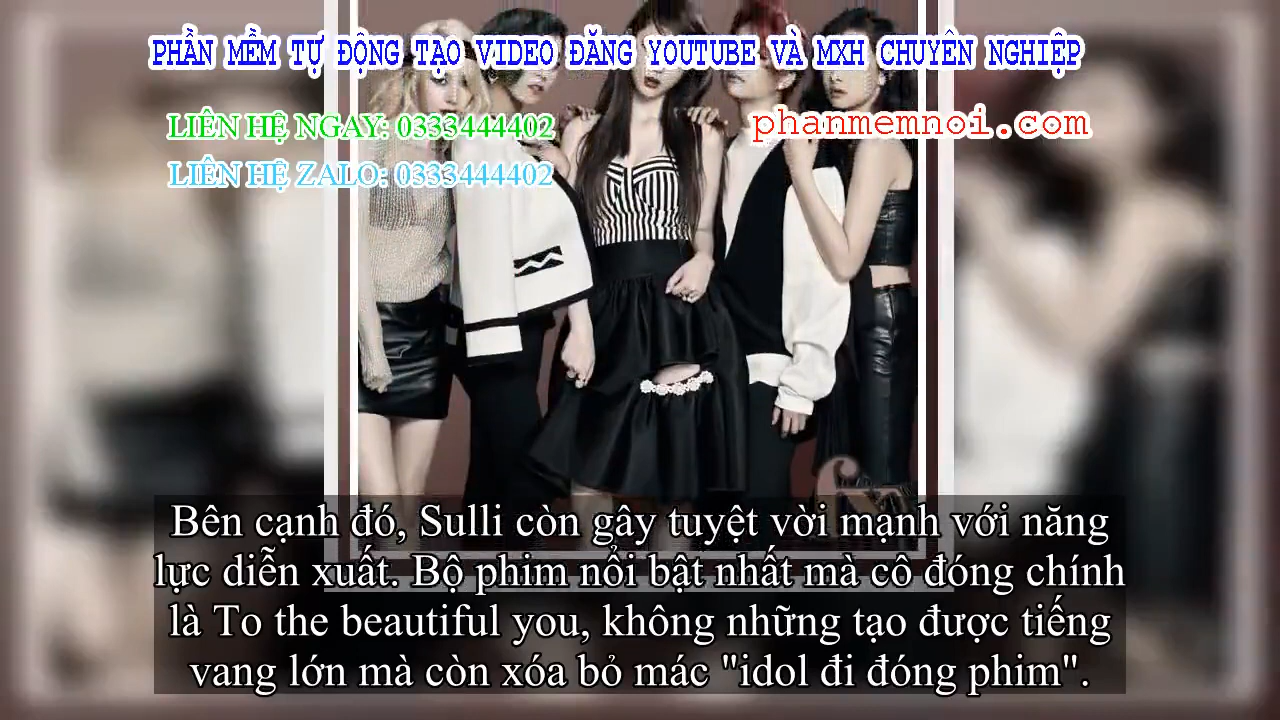 PHẦN MỀM TỰ ĐỘNG TẠO VIDEO ĐĂNG YOUTUBE VÀ MXH CHUYÊN NGHIỆP
LIÊN HỆ NGAY: 0333444402
phanmemnoi.com
LIÊN HỆ ZALO: 0333444402
Bên cạnh đó, Sulli còn gây tuyệt vời mạnh với năng
lực diễn xuất. Bộ phim nổi bật nhất mà cô đóng chính
là To the beautiful you, không những tạo được tiếng
vang lớn mà còn xóa bỏ mác "idol đi đóng phim".